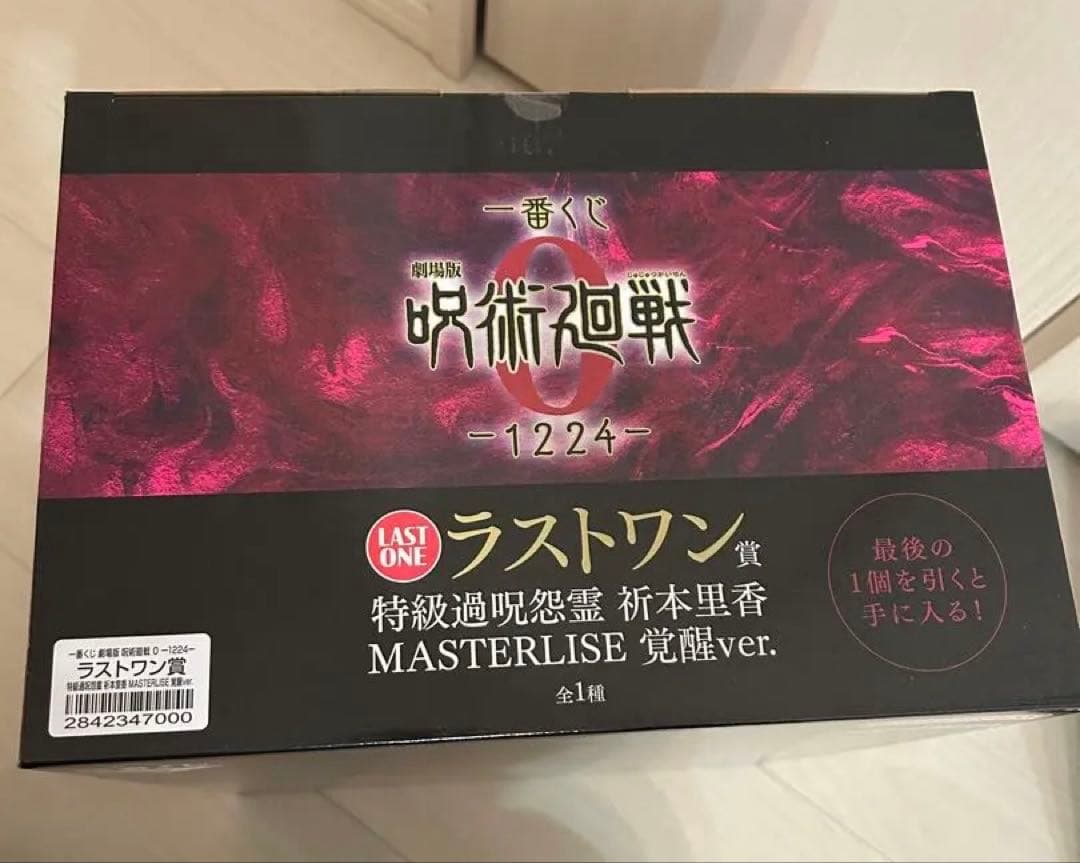 一番くじ
劇場版
じゅじゅつかいせん
呪術廻戦
0
-1224-
LAST ONE
ラストワン賞
特級過呪怨霊 祈本里香
MASTERLISE 覚醒ver.
全1種
最後の
1個を引くと
手に入る!
一番くじ 劇場版 呪術廻戦 0 -1224-
ラストワン賞
特級過呪怨霊 祈本里香 MASTERLISE 覚醒ver.
2842347000